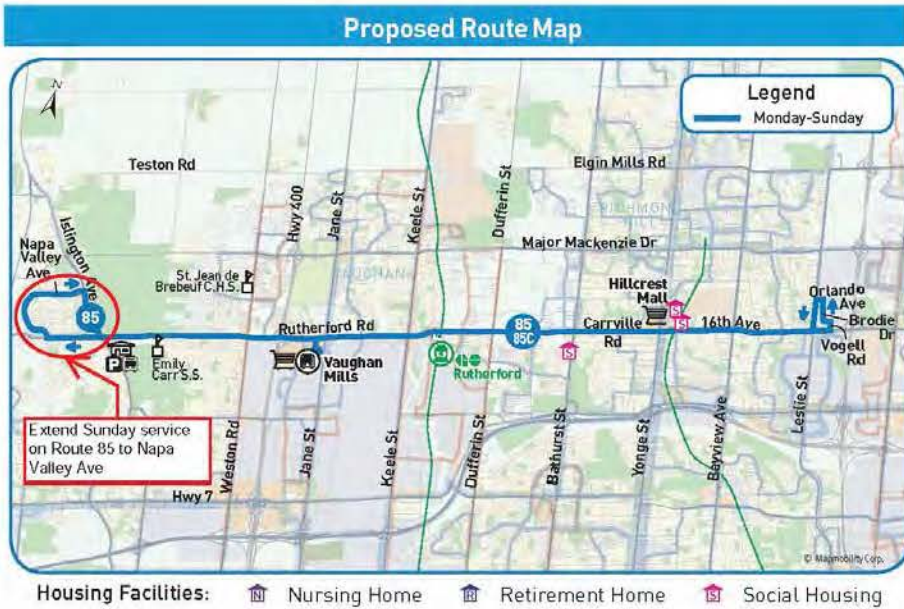 Proposed Route Map
N
Legend
Monday-Sunday
Teston Rd
Elgin Mills Rd
Hwy 400
Jane St
Keele St
Dufferin St
RICHMOND
HILL
Islington Ave
Napa
Valley
Ave
Major Mackenzie Dr
St. Jean de
Brebeuf C.H.S.
VAUGHAN
Hillcrest
Mall
Orlando
Ave
Brodie
Dr
Vogell
Rd
85
Rutherford Rd
85
85C
Carrville
Rd
16th Ave
S
S
S
P
Emily
Carr S.S.
Vaughan
Mills
Rutherford
Extend Sunday service
on Route 85 to Napa
Valley Ave
Weston Rd
Jane St
Keele St
Dufferin St
Bathurst St
Yonge St
Bayview Ave
Leslie St
Hwy 7
© Mapmobility Corp.
Housing Facilities: N Nursing Home R Retirement Home S Social Housing